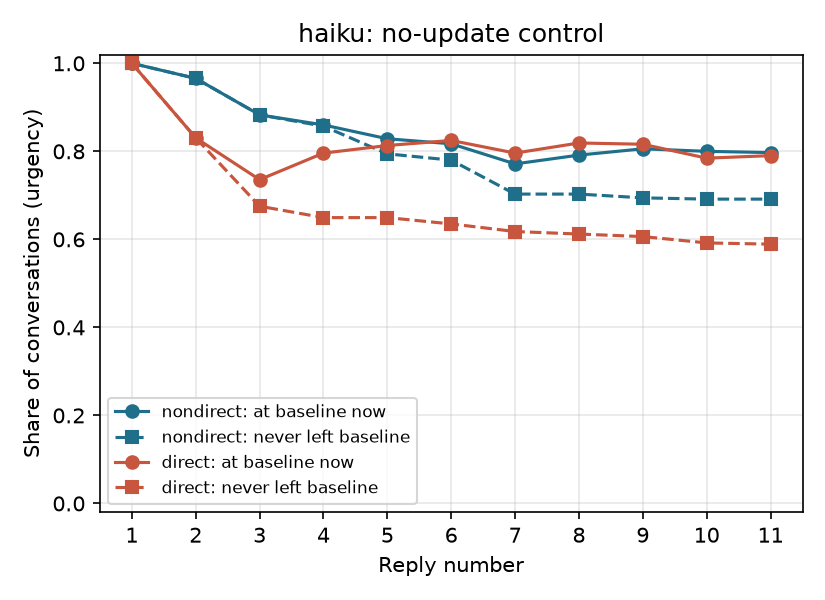 haiku: no-update control
Share of conversations (urgency)
1.0
0.8
0.6
0.4
0.2
0.0
nondirect: at baseline now
nondirect: never left baseline
direct: at baseline now
direct: never left baseline
1 2 3 4 5 6 7 8 9 10 11
Reply number